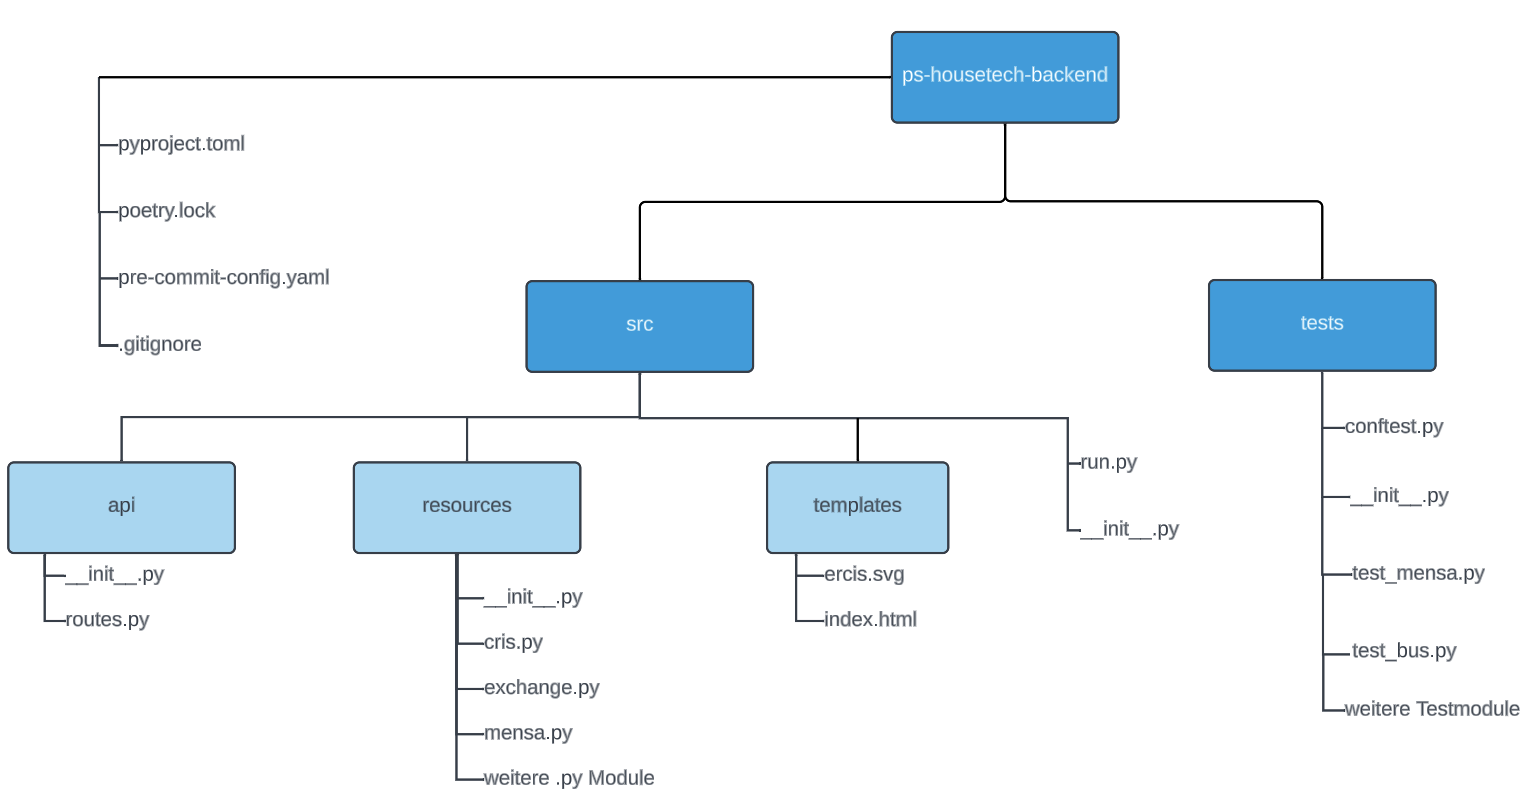 ps-housetech-backend
pyproject.toml
poetry.lock
pre-commit-config.yaml
.gitignore
src
tests
api
__init__.py
routes.py
resources
__init__.py
cris.py
exchange.py
mensa.py
weitere .py Module
templates
ercis.svg
index.html
run.py
__init__.py
conftest.py
__init__.py
test_mensa.py
test_bus.py
weitere Testmodule